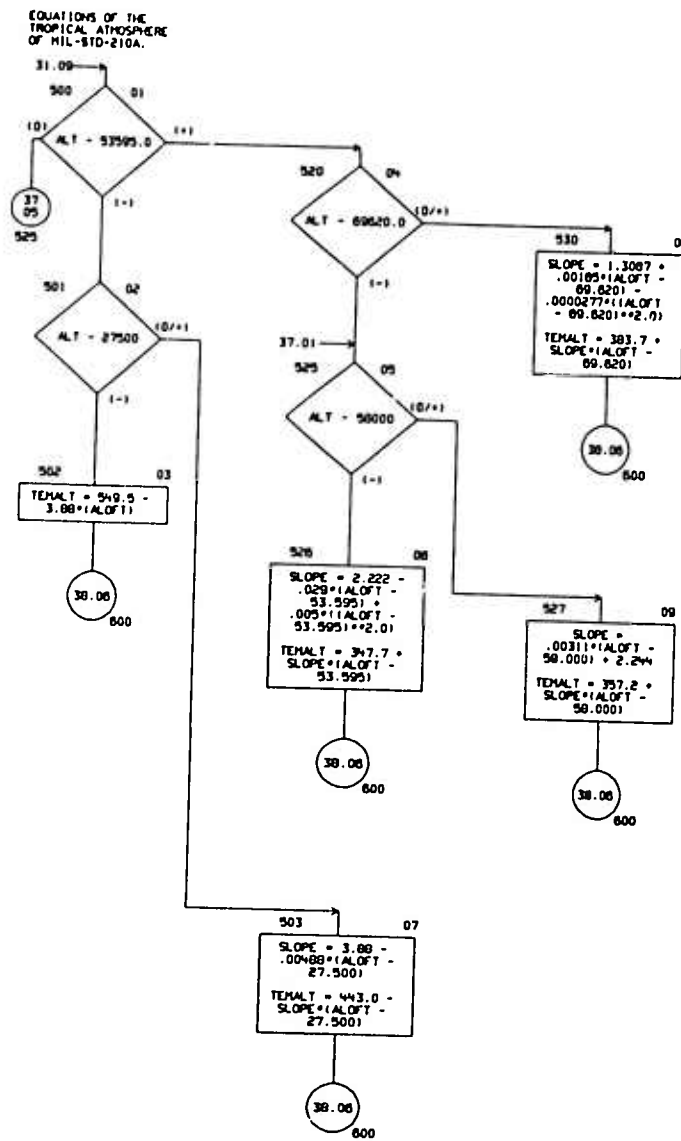 EQUATIONS OF THE
TROPICAL ATMOSPHERE
OF MIL-STD-210A.
31.09
500 01
(0) ALT - 53595.0 (+)
(-)
37
05
525
520 04
ALT - 69620.0 (0/+)
(-)
530
SLOPE = 1.3087 +
.00165*(ALOFT -
69.620) -
.0000277*((ALOFT
- 69.620)**2.0)
TEMALT = 383.7 +
SLOPE*(ALOFT -
69.620)
38.06
600
501 02
ALT - 27500 (0/+)
(-)
37.01
525 05
ALT - 58000 (0/+)
(-)
502 03
TEMALT = 549.5 -
3.88*(ALOFT)
38.06
600
526 06
SLOPE = 2.222 -
.029*(ALOFT -
53.595) +
.005*((ALOFT -
53.595)**2.0)
TEMALT = 347.7 +
SLOPE*(ALOFT -
53.595)
38.06
600
527 09
SLOPE =
.00311*(ALOFT -
58.000) + 2.244
TEMALT = 357.2 +
SLOPE*(ALOFT -
58.000)
38.06
600
503 07
SLOPE = 3.88 -
.00488*(ALOFT -
27.500)
TEMALT = 443.0 -
SLOPE*(ALOFT -
27.500)
38.06
600